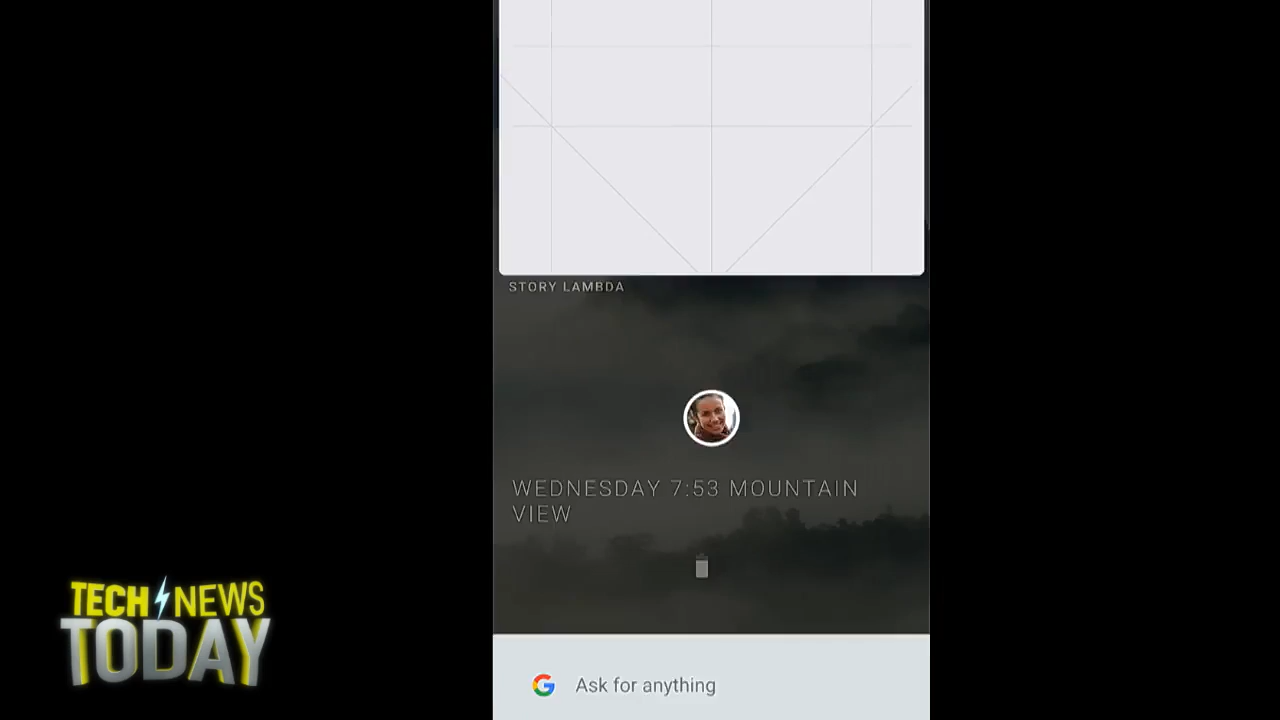 STORY LAMBDA
WEDNESDAY 7:53 MOUNTAIN
VIEW
Ask for anything
TECH NEWS
TODAY